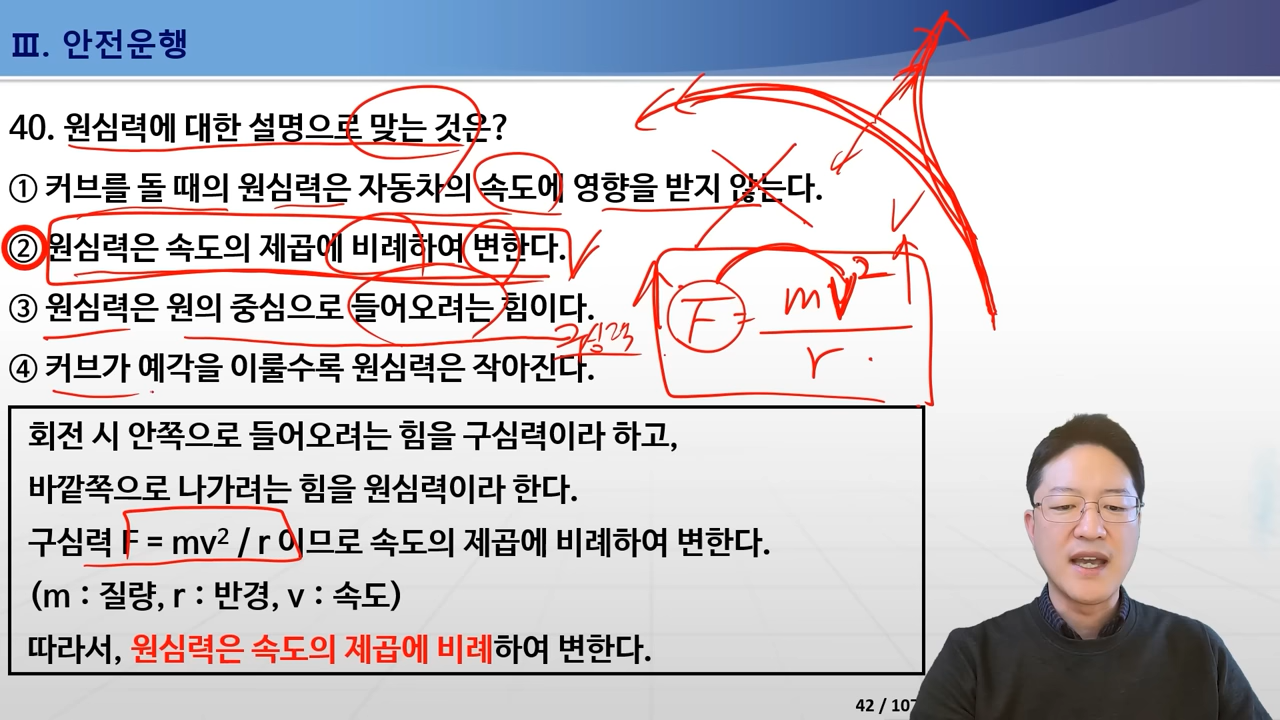 Ⅲ. 안전운행
40. 원심력에 대한 설명으로 맞는 것은?
① 커브를 돌 때의 원심력은 자동차의 속도에 영향을 받지 않는다.
② 원심력은 속도의 제곱에 비례하여 변한다.
③ 원심력은 원의 중심으로 들어오려는 힘이다.
구심력
④ 커브가 예각을 이룰수록 원심력은 작아진다.
F = mv²/r
회전 시 안쪽으로 들어오려는 힘을 구심력이라 하고,
바깥쪽으로 나가려는 힘을 원심력이라 한다.
구심력 F = mv² / r 이므로 속도의 제곱에 비례하여 변한다.
(m : 질량, r : 반경, v : 속도)
따라서, 원심력은 속도의 제곱에 비례하여 변한다.
42 / 107